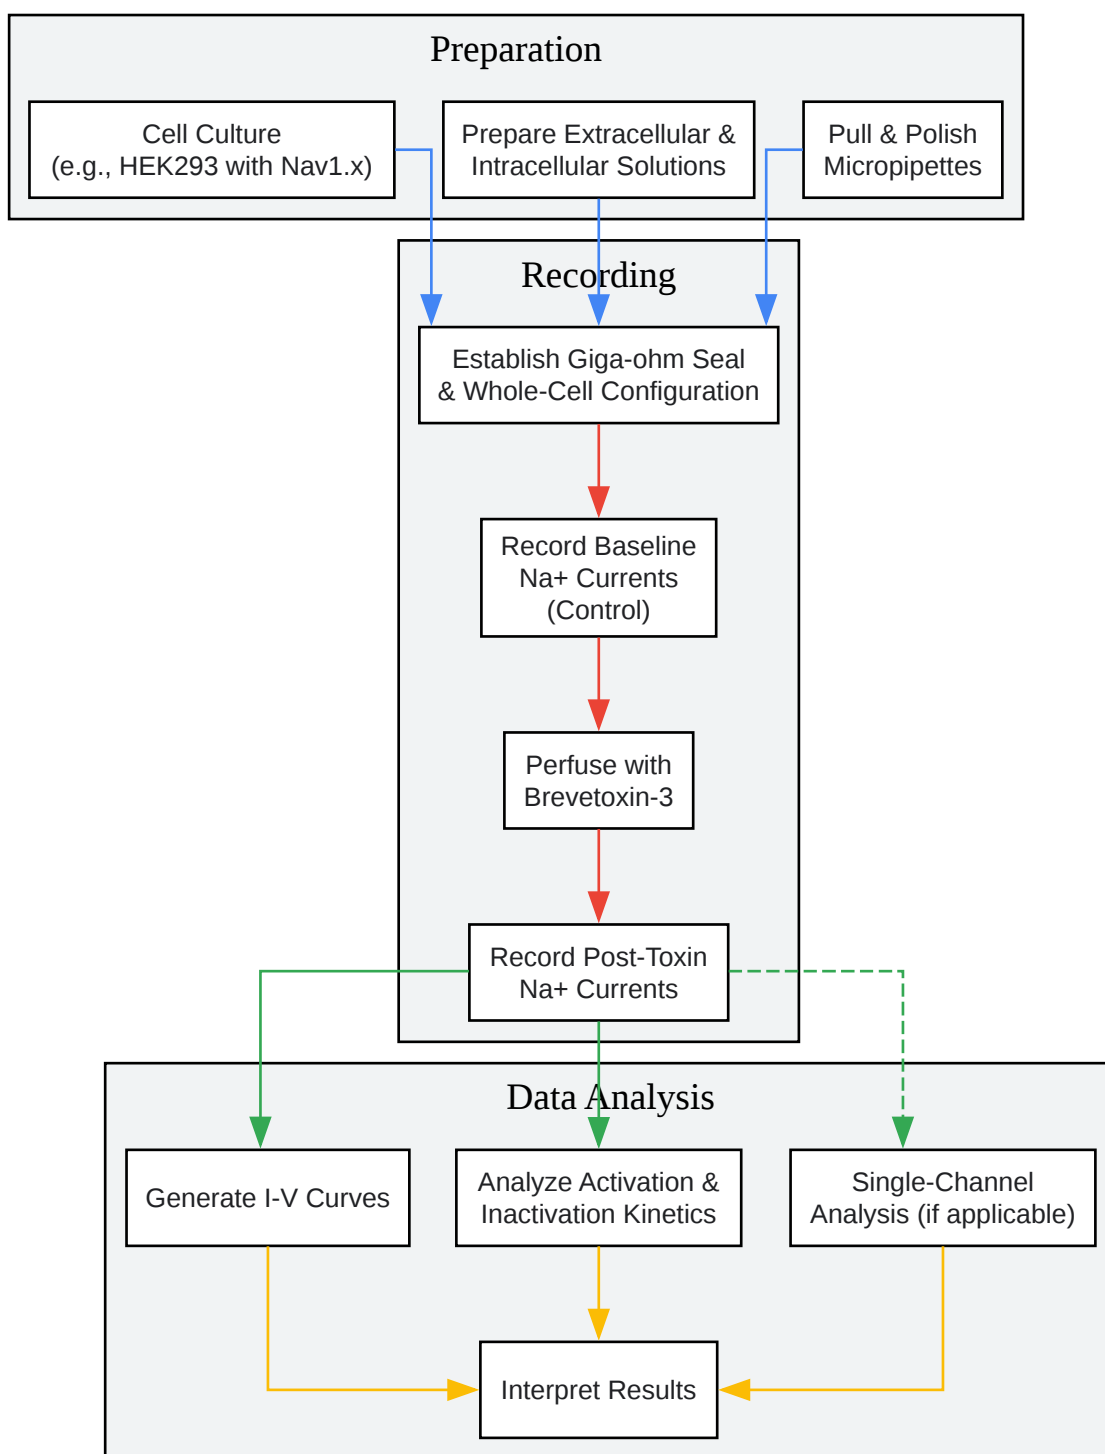 Preparation
Cell Culture
(e.g., HEK293 with Nav1.x)
Prepare Extracellular &
Intracellular Solutions
Pull & Polish
Micropipettes
Recording
Establish Giga-ohm Seal
& Whole-Cell Configuration
Record Baseline
Na+ Currents
(Control)
Perfuse with
Brevetoxin-3
Record Post-Toxin
Na+ Currents
Data Analysis
Generate I-V Curves
Analyze Activation &
Inactivation Kinetics
Single-Channel
Analysis (if applicable)
Interpret Results